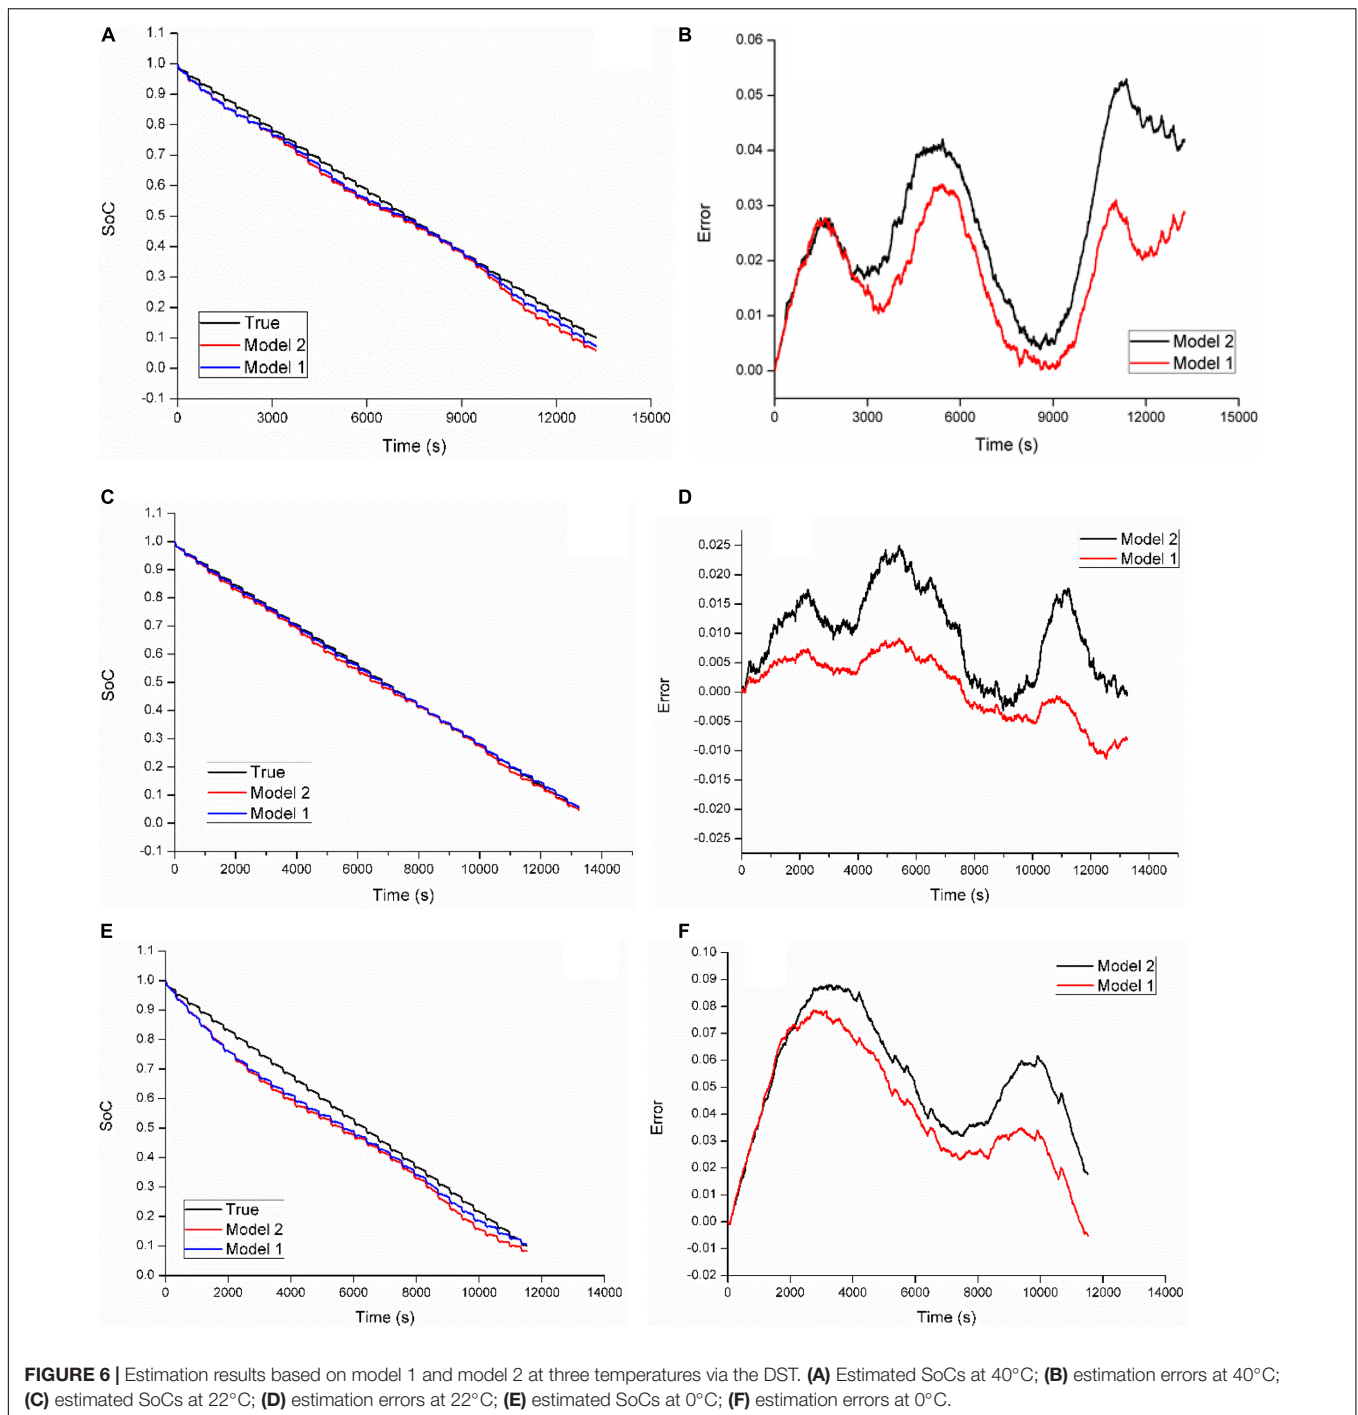 A
1.1
1.0
0.9
0.8
0.7
0.6
0.5
0.4
0.3
0.2
0.1
0.0
-0.1
SoC
True
Model 2
Model 1
0 3000 6000 9000 12000 15000
Time (s)
B
0.06
0.05
0.04
0.03
0.02
0.01
0.00
Error
Model 2
Model 1
0 3000 6000 9000 12000 15000
Time (s)
C
1.1
1.0
0.9
0.8
0.7
0.6
0.5
0.4
0.3
0.2
0.1
0.0
-0.1
SoC
True
Model 2
Model 1
0 2000 4000 6000 8000 10000 12000 14000
Time (s)
D
0.025
0.020
0.015
0.010
0.005
0.000
-0.005
-0.010
-0.015
-0.020
-0.025
Error
Model 2
Model 1
0 2000 4000 6000 8000 10000 12000 14000
Time (s)
E
1.1
1.0
0.9
0.8
0.7
0.6
0.5
0.4
0.3
0.2
0.1
0.0
SoC
True
Model 2
Model 1
0 2000 4000 6000 8000 10000 12000 14000
Time (s)
F
0.10
0.09
0.08
0.07
0.06
0.05
0.04
0.03
0.02
0.01
0.00
-0.01
-0.02
Error
Model 2
Model 1
0 2000 4000 6000 8000 10000 12000 14000
Time (s)
FIGURE 6 | Estimation results based on model 1 and model 2 at three temperatures via the DST. (A) Estimated SoCs at 40°C; (B) estimation errors at 40°C;
(C) estimated SoCs at 22°C; (D) estimation errors at 22°C; (E) estimated SoCs at 0°C; (F) estimation errors at 0°C.